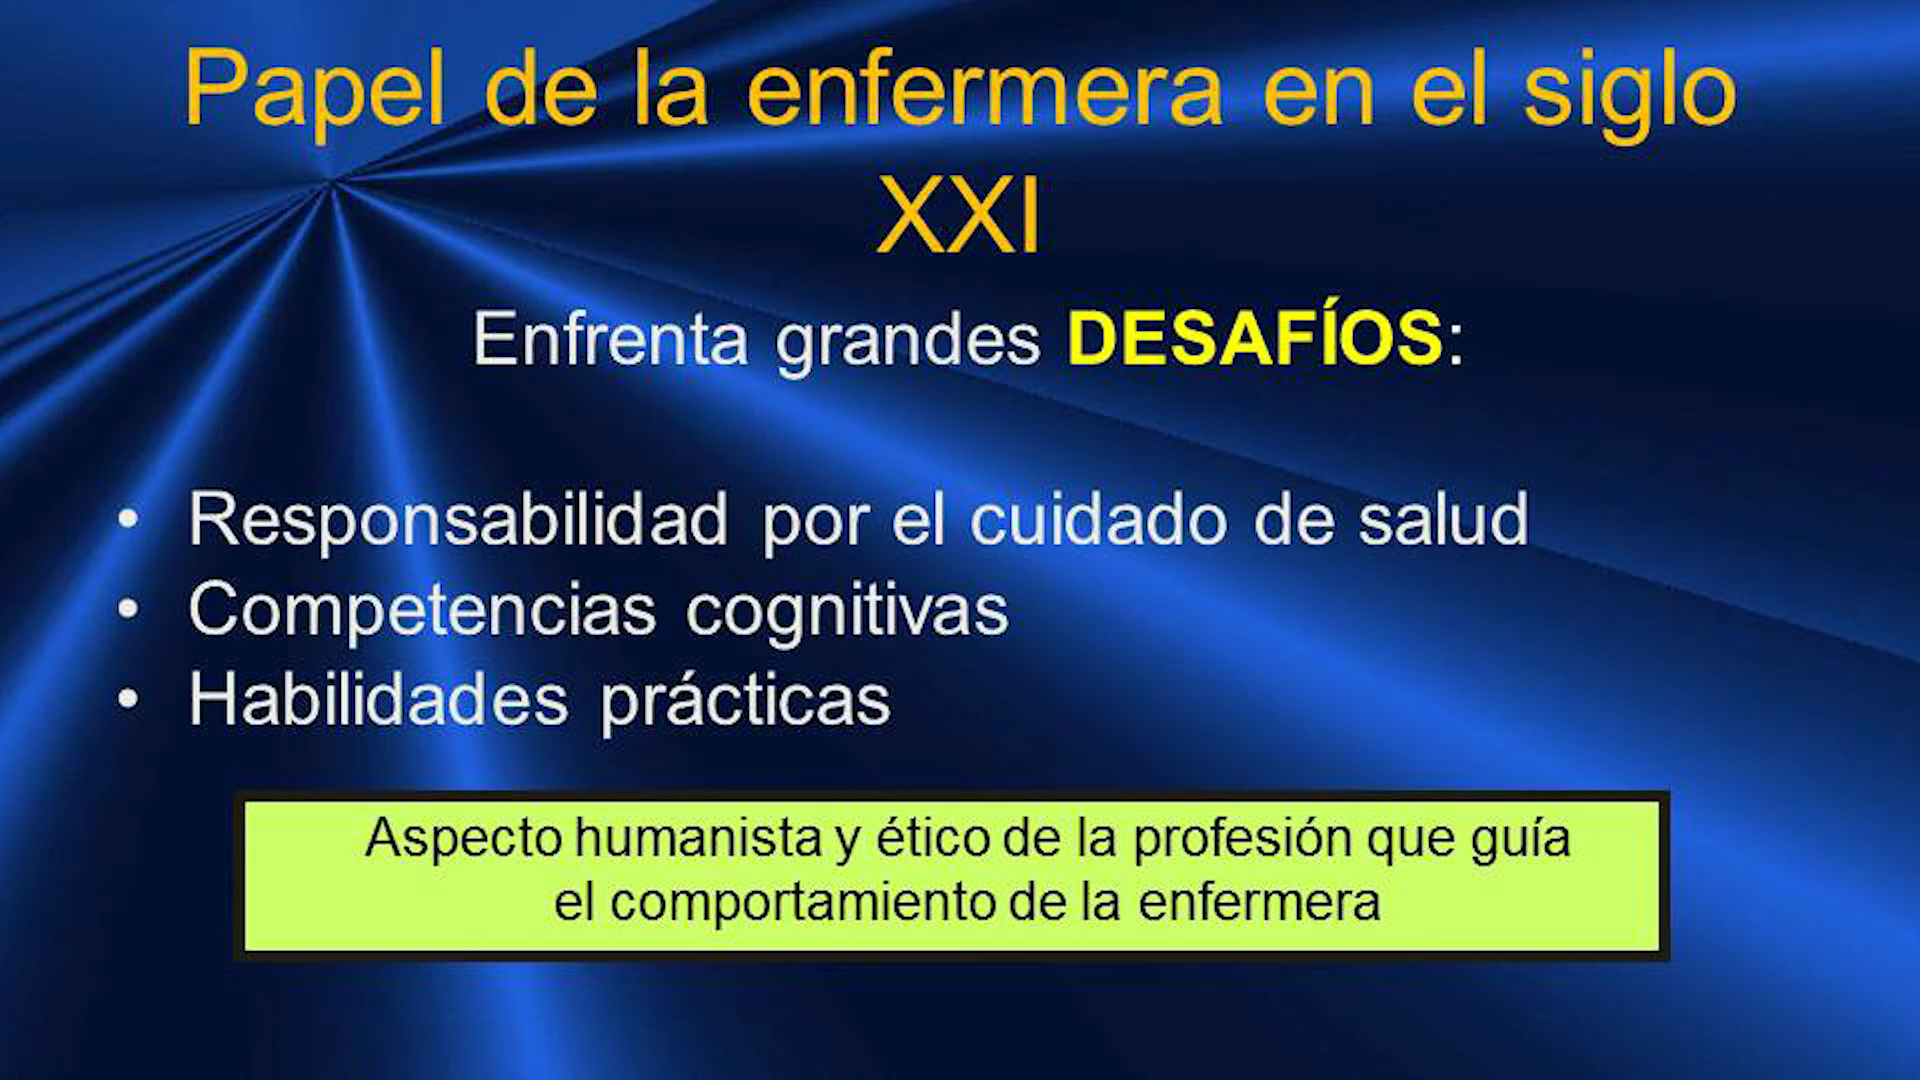 Papel de la enfermera en el siglo
XXI
Enfrenta grandes DESAFÍOS:
• Responsabilidad por el cuidado de salud
• Competencias cognitivas
• Habilidades prácticas
Aspecto humanista y ético de la profesión que guía
el comportamiento de la enfermera